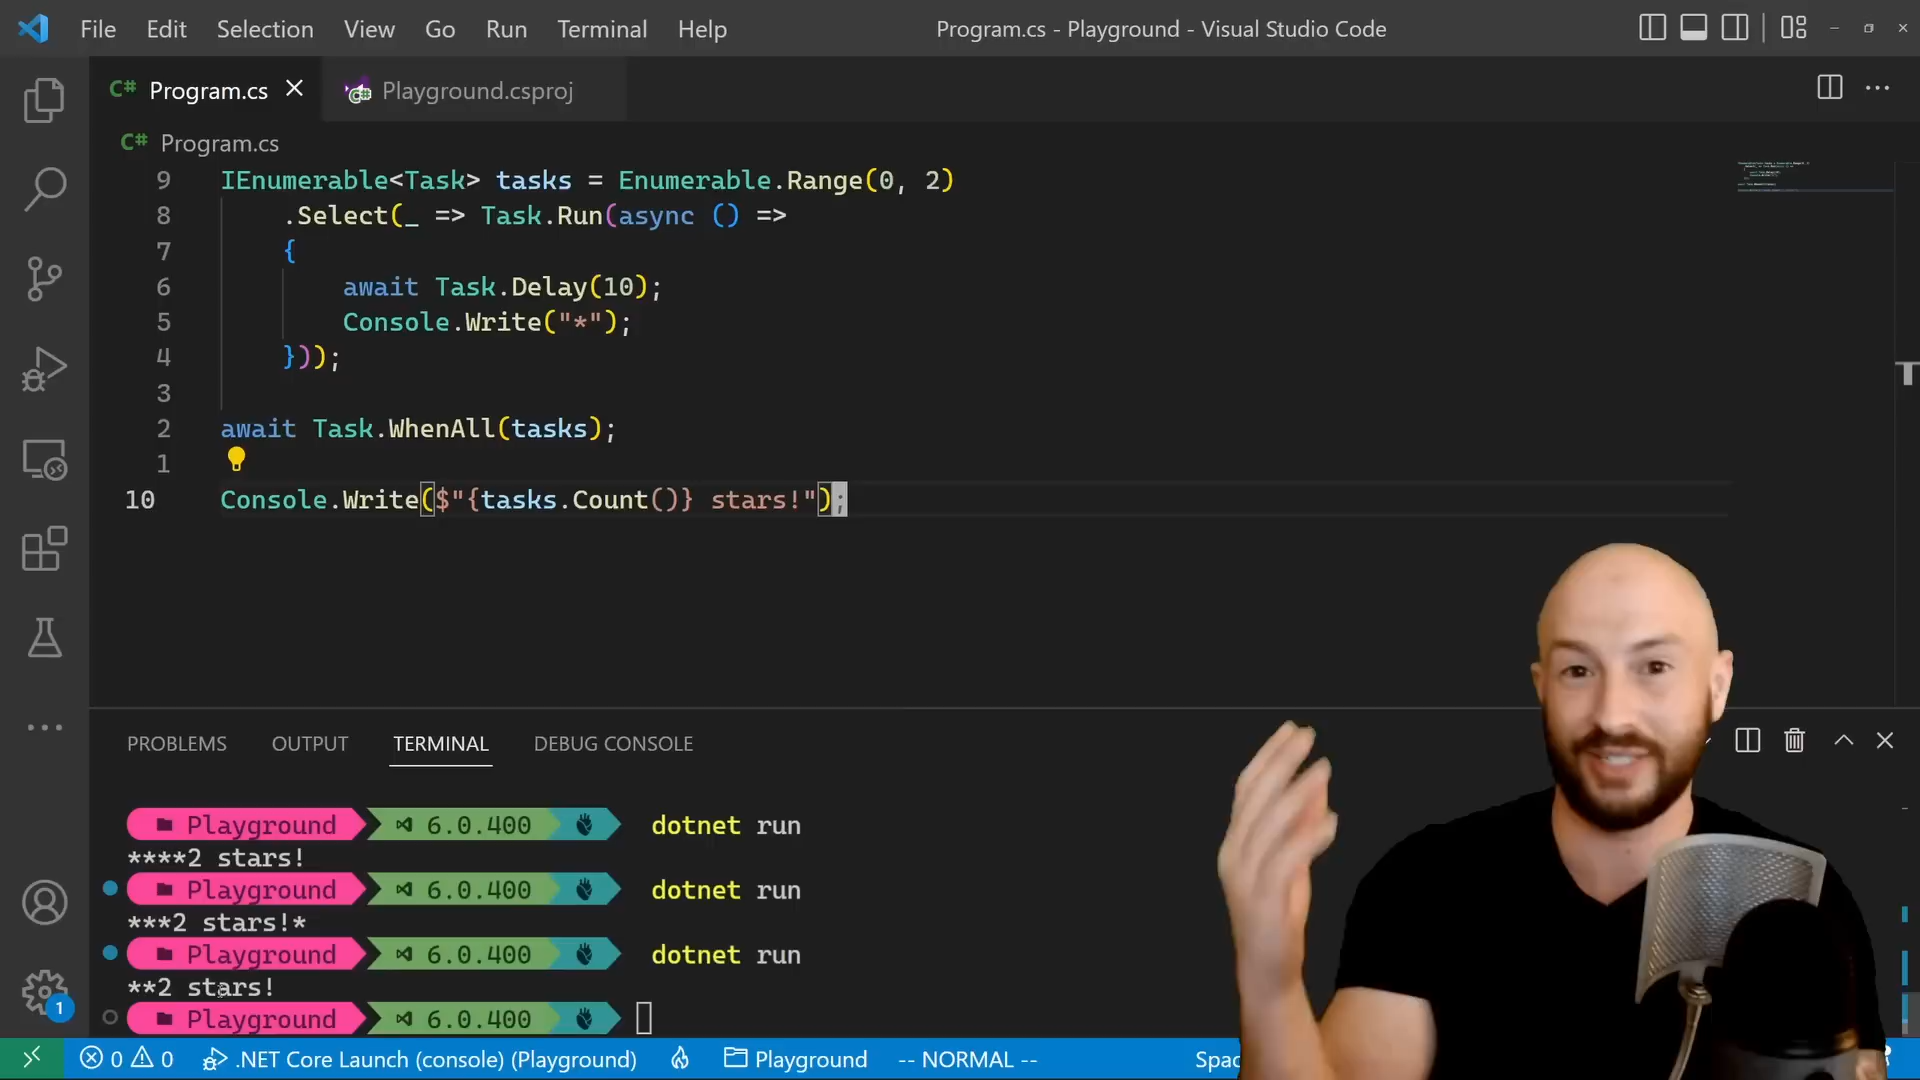 File Edit Selection View Go Run Terminal Help
Program.cs - Playground - Visual Studio Code
C# Program.cs Playground.csproj
C# Program.cs
9 IEnumerable<Task> tasks = Enumerable.Range(0, 2)
8 .Select(_ => Task.Run(async () =>
7 {
6 await Task.Delay(10);
5 Console.Write("*");
4 }));
3
2 await Task.WhenAll(tasks);
1
10 Console.Write($"{tasks.Count()} stars!");
PROBLEMS OUTPUT TERMINAL DEBUG CONSOLE
Playground 6.0.400 dotnet run
****2 stars!
Playground 6.0.400 dotnet run
***2 stars!*
Playground 6.0.400 dotnet run
**2 stars!
Playground 6.0.400
1
0 0 .NET Core Launch (console) (Playground) Playground -- NORMAL -- Spac